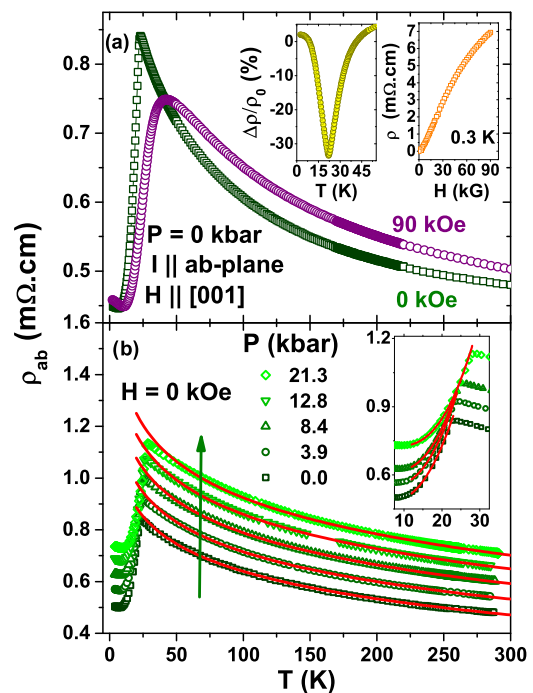 (a)
0.8
0.7
0.6
0.5
P = 0 kbar
I || ab-plane
H || [001]
90 kOe
0 kOe
Δρ/ρ0 (%)
0
-10
-20
-30
15 30 45
T (K)
ρ (mΩ.cm)
7
6
5
4
3
2
1
0
0.3 K
0 30 60 90
H (kG)
ρab (mΩ.cm)
(b)
1.6
1.2
1.0
0.8
0.6
0.4
H = 0 kOe
P (kbar)
21.3
12.8
8.4
3.9
0.0
1.2
0.9
0.6
10 20 30
0 50 100 150 200 250 300
T (K)